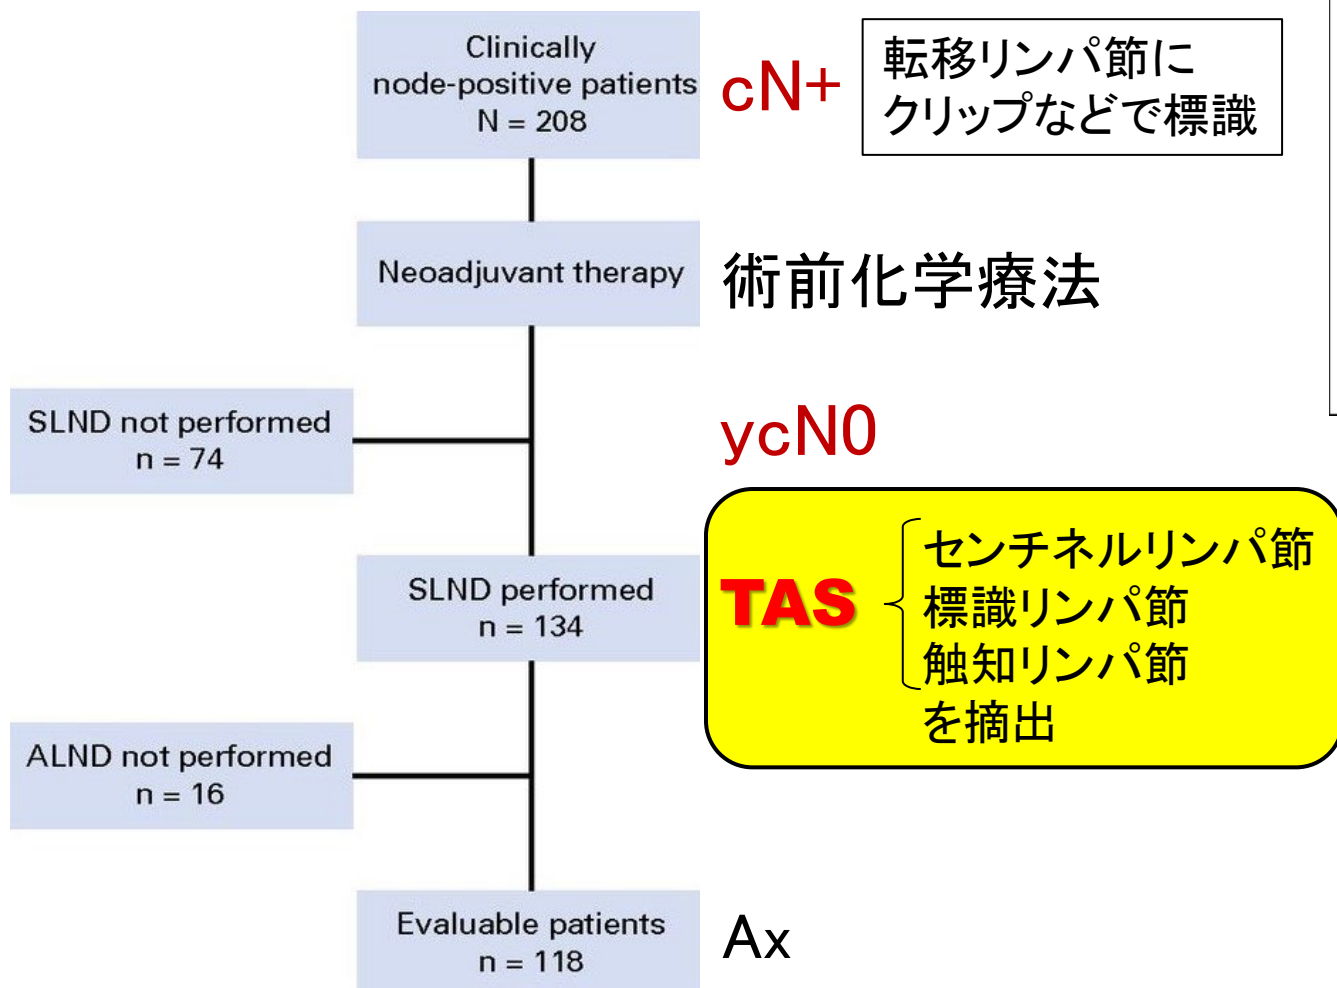 Clinically
node-positive patients
N = 208
cN+
転移リンパ節に
クリップなどで標識
Neoadjuvant therapy
術前化学療法
SLND not performed
n = 74
ycN0
SLND performed
n = 134
TAS
センチネルリンパ節
標識リンパ節
触知リンパ節
を摘出
ALND not performed
n = 16
Evaluable patients
n = 118
Ax